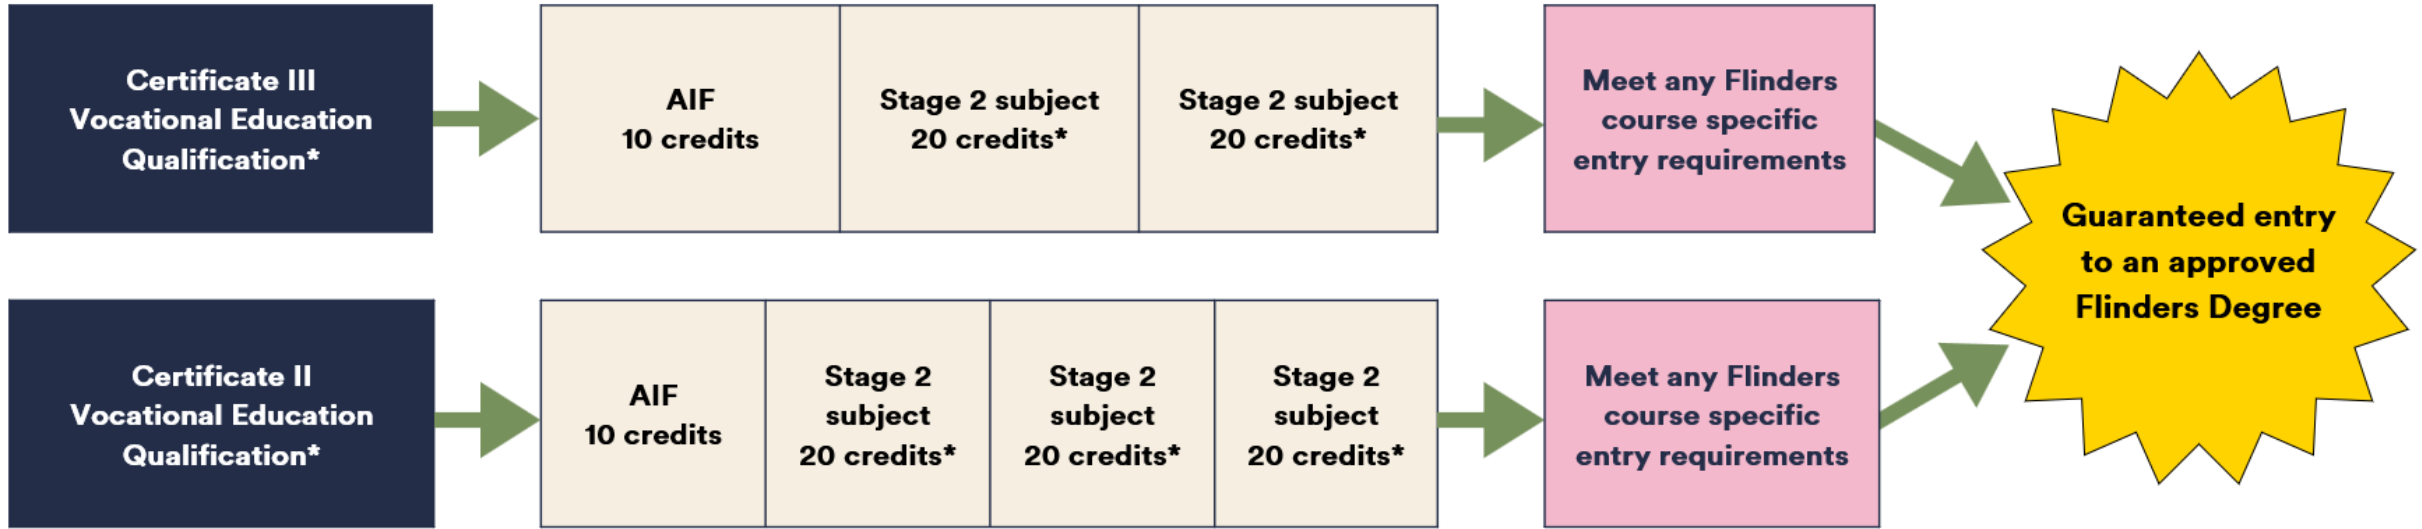 Certificate III
Vocational Education
Qualification*
AIF
10 credits
Stage 2 subject
20 credits*
Stage 2 subject
20 credits*
Meet any Flinders
course specific
entry requirements
Certificate II
Vocational Education
Qualification*
AIF
10 credits
Stage 2
subject
20 credits*
Stage 2
subject
20 credits*
Stage 2
subject
20 credits*
Meet any Flinders
course specific
entry requirements
Guaranteed entry
to an approved
Flinders Degree